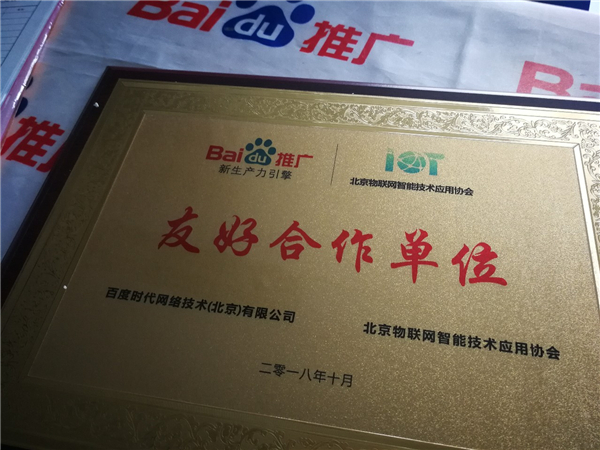 Bai du 推广
Bai
Bai du 推广
新生产力引擎
IOT
北京物联网智能技术应用协会
友好合作单位
百度时代网络技术(北京)有限公司
北京物联网智能技术应用协会
二零一八年十月